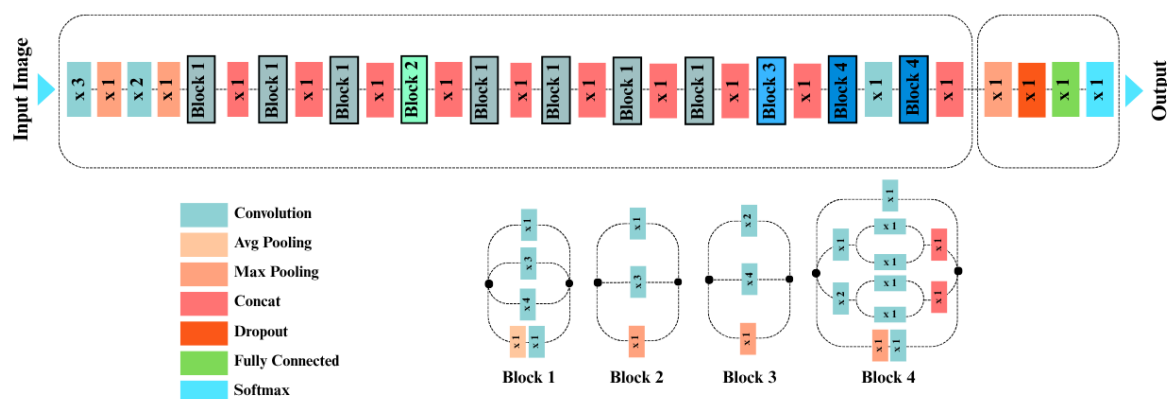 Input Image
x 3
x 1
x 2
x 1
Block 1
x 1
Block 1
x 1
Block 1
x 1
Block 2
x 1
Block 1
x 1
Block 1
x 1
Block 1
x 1
Block 1
x 1
Block 3
x 1
Block 4
x 1
Block 4
x 1
x 1
x 1
x 1
x 1
Output
Convolution
Avg Pooling
Max Pooling
Concat
Dropout
Fully Connected
Softmax
x 1
x 3
x 4
x 1
x 1
Block 1
x 1
x 3
x 1
Block 2
x 2
x 4
x 1
Block 3
x 1
x 1
x 1
x 1
x 1
x 2
x 1
x 1
x 1
x 1
x 1
Block 4